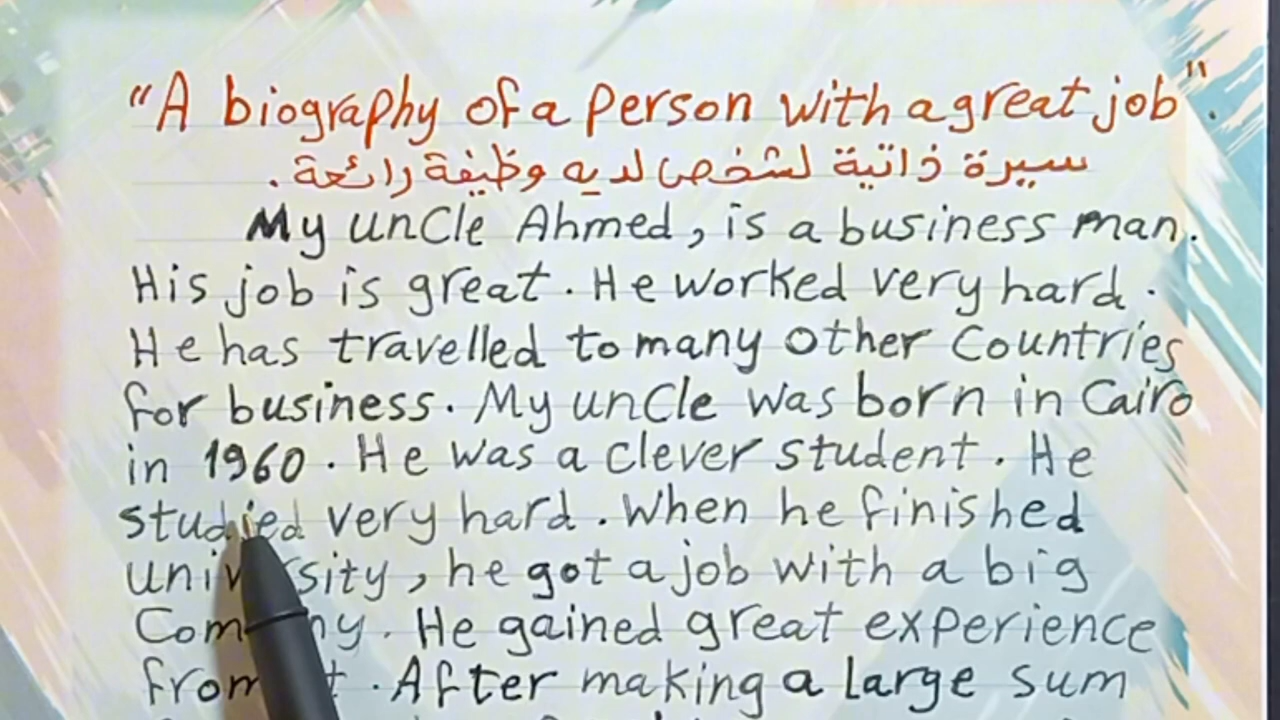 "A biography of a person with a great job".
سيرة ذاتية لشخص لديه وظيفة رائعة.
My uncle Ahmed, is a business man.
His job is great. He worked very hard.
He has travelled to many other Countries
for business. My uncle was born in Cairo
in 1960. He was a clever student. He
studied very hard. When he finished
university, he got a job with a big
Company. He gained great experience
from it. After making a large sum